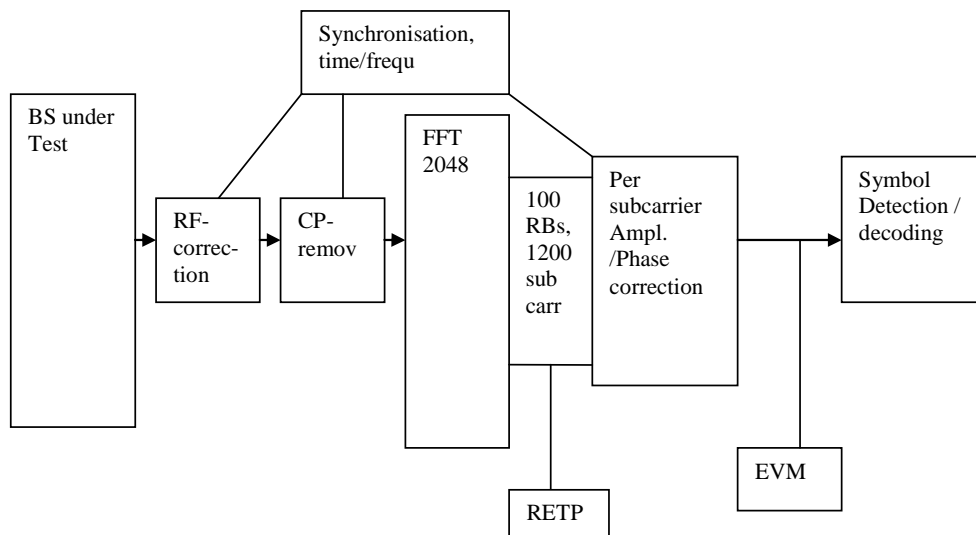 Synchronisation,
time/frequ
BS under
Test
FFT
2048
RF-
correc-
tion
CP-
remov
100
RBs,
1200
sub
carr
Per
subcarrier
Ampl.
/Phase
correction
Symbol
Detection /
decoding
EVM
RETP